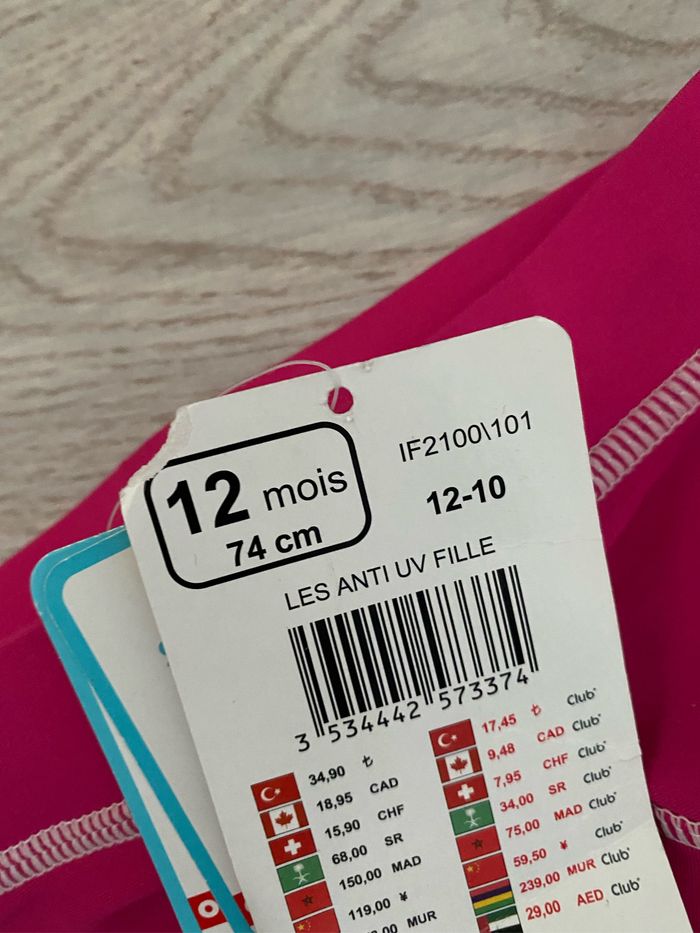 12 mois
74 cm
IF2100\101
12-10
LES ANTI UV FILLE
3 534442 573374
34,90 ₺
18,95 CAD
15,90 CHF
68,00 SR
150,00 MAD
119,00 ¥
MUR
17,45 ₺ Club*
9,48 CAD Club*
7,95 CHF Club*
34,00 SR Club*
75,00 MAD Club*
59,50 ¥ Club*
239,00 MUR Club*
29,00 AED Club*